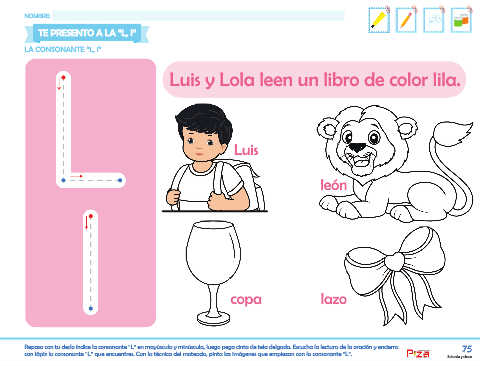 NOMBRE
TE PRESENTO A LA "L, l"
LA CONSONANTE "L, l"
Luis y Lola leen un libro de color lila.
Luis
león
copa
lazo
Repasa con tu dedo índice la consonante "L" en mayúscula y minúscula, luego pega cinta de tela delgada. Escucha la lectura de la oración y encierra
con lápiz la consonante "L" que encuentres. Con la técnica del mateado, pinta las imágenes que empiezan con la consonante "L".
75